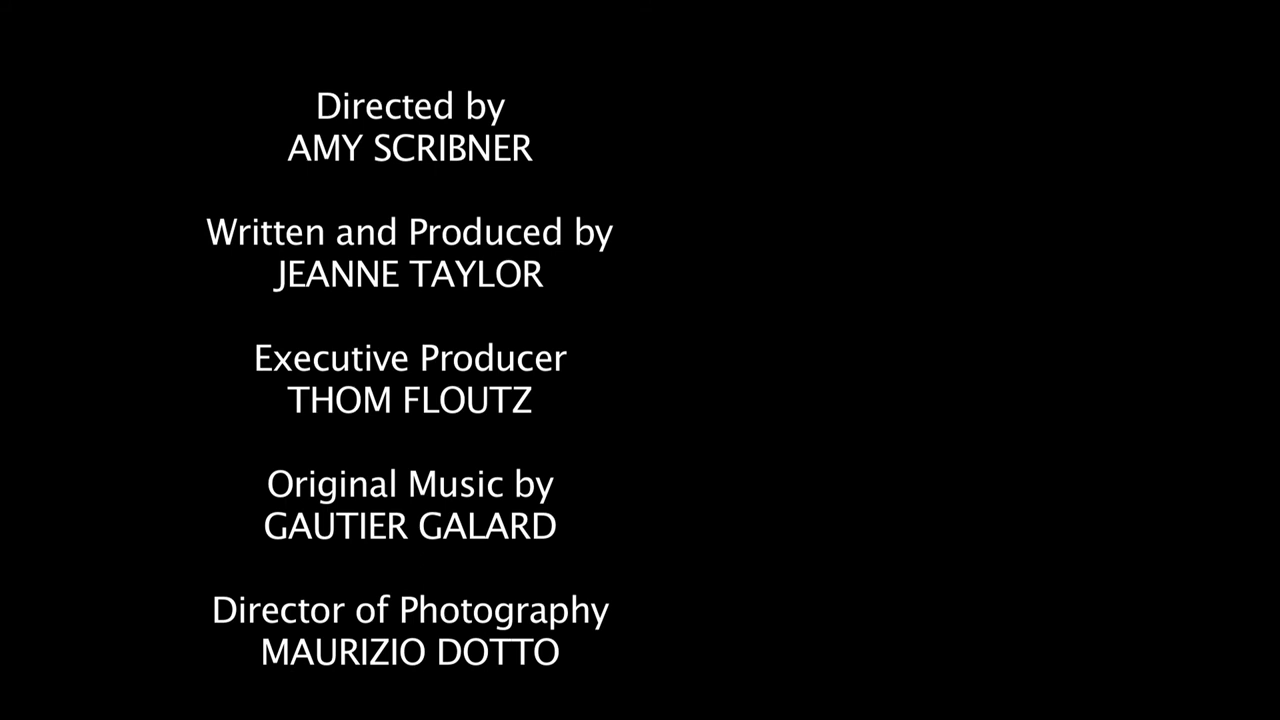 Directed by
AMY SCRIBNER
Written and Produced by
JEANNE TAYLOR
Executive Producer
THOM FLOUTZ
Original Music by
GAUTIER GALARD
Director of Photography
MAURIZIO DOTTO